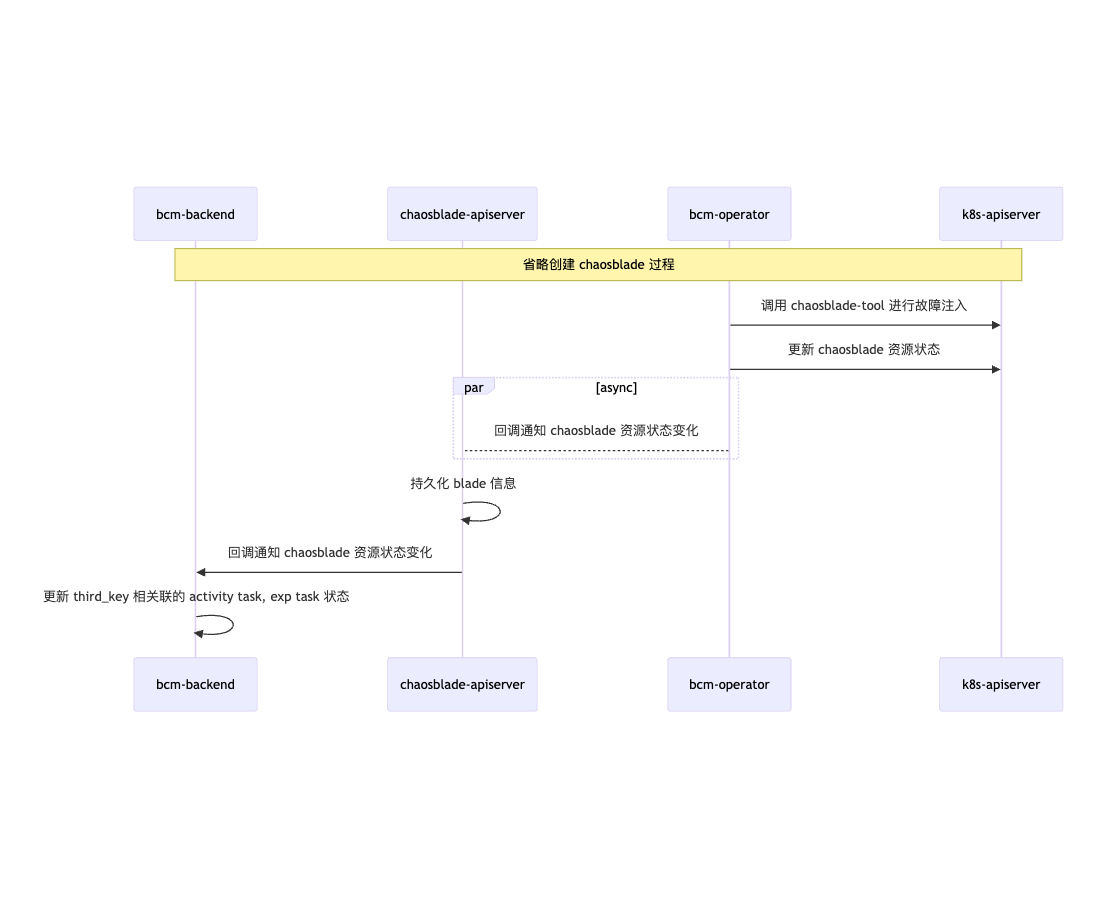 bcm-backend
chaosblade-apiserver
bcm-operator
k8s-apiserver
省略创建 chaosblade 过程
调用 chaosblade-tool 进行故障注入
更新 chaosblade 资源状态
par
[async]
回调通知 chaosblade 资源状态变化
持久化 blade 信息
回调通知 chaosblade 资源状态变化
更新 third_key 相关联的 activity task, exp task 状态
bcm-backend
chaosblade-apiserver
bcm-operator
k8s-apiserver